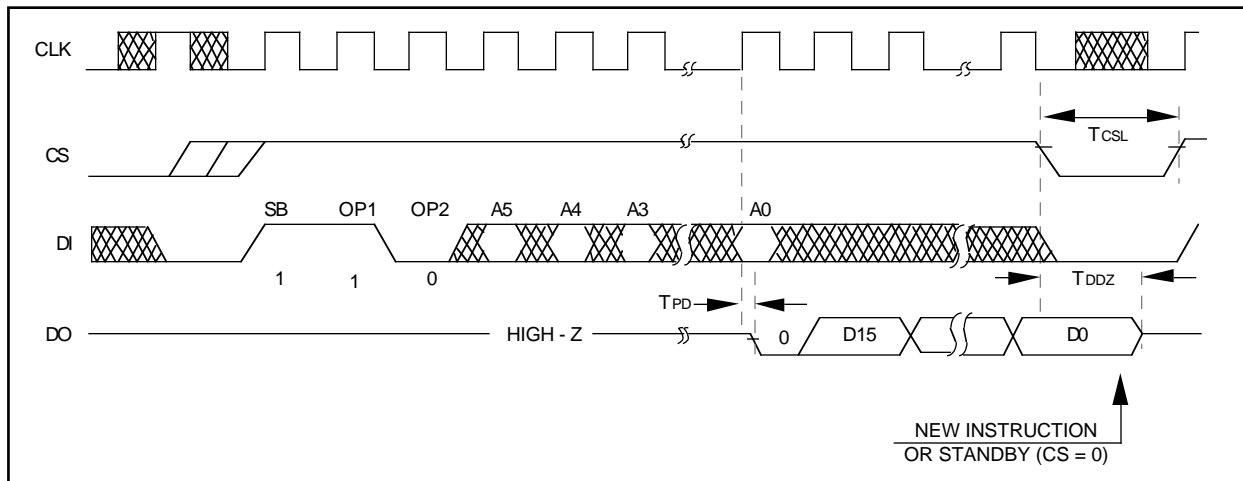 CLK
TCSL
CS
SB OP1 OP2 A5 A4 A3 A0
DI
1 1 0
TPD
TDDZ
DO HIGH - Z 0 D15 D0
NEW INSTRUCTION
OR STANDBY (CS = 0)